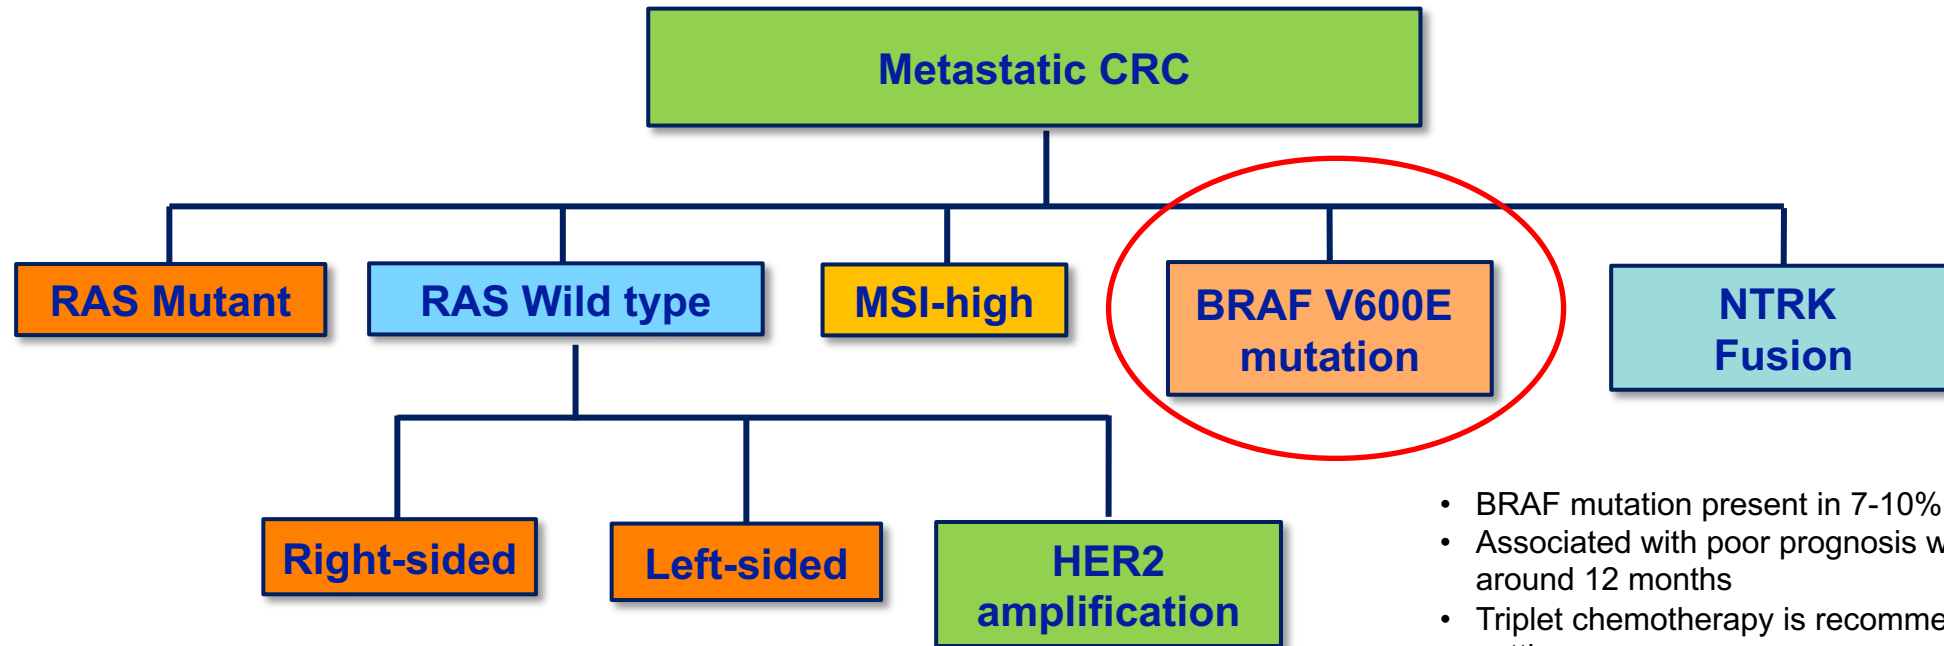 Metastatic CRC
RAS Mutant
RAS Wild type
MSI-high
BRAF V600E
mutation
NTRK
Fusion
Right-sided
Left-sided
HER2
amplification
• BRAF mutation present in 7-10%
• Associated with poor prognosis
around 12 months
• Triplet chemotherapy is